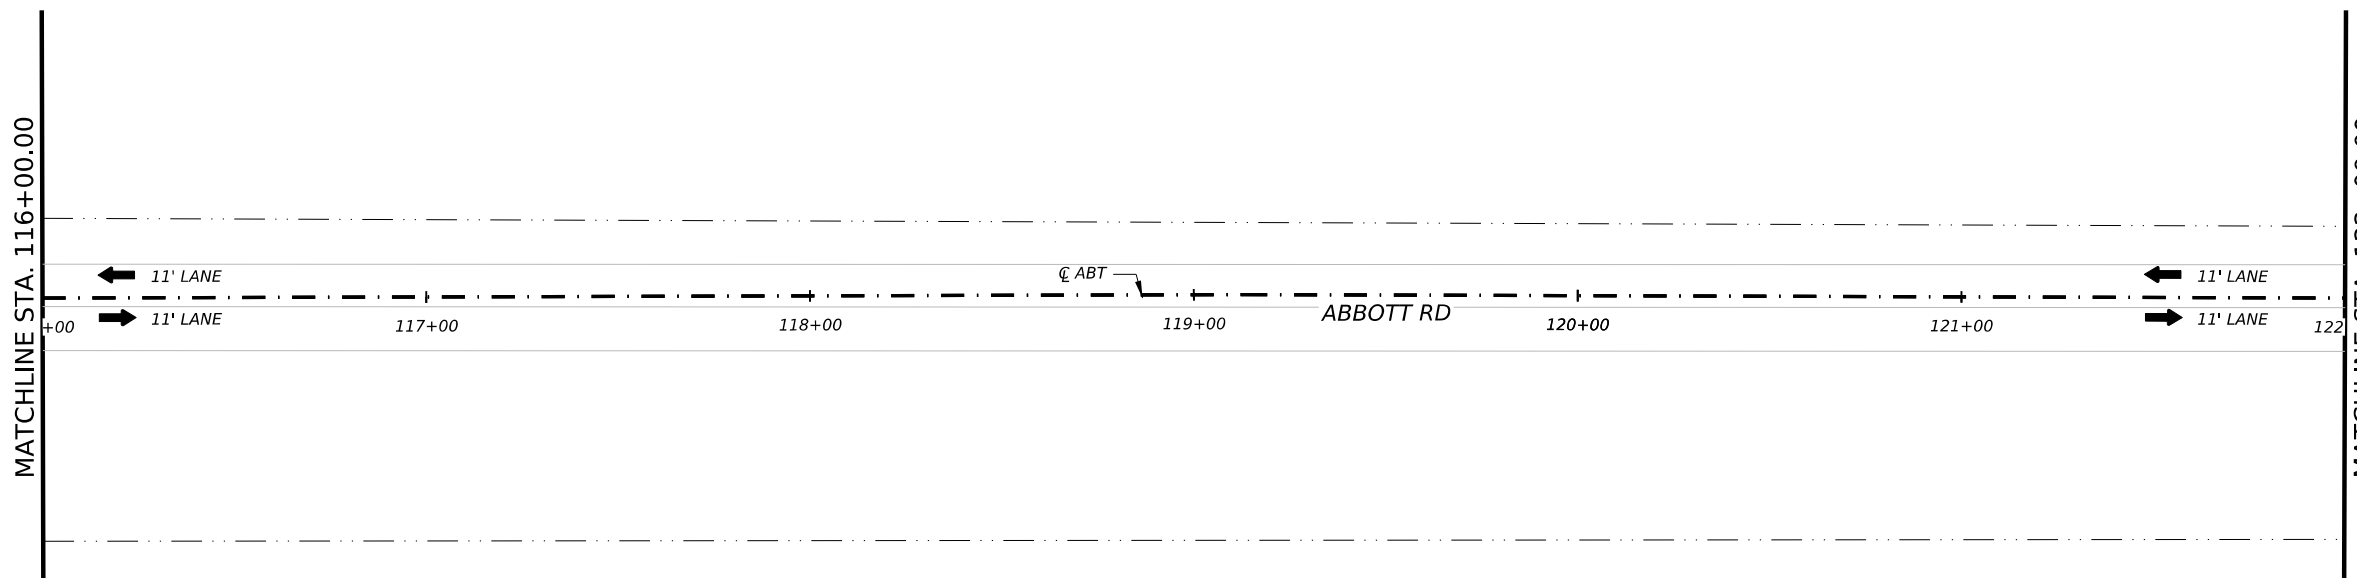 MATCHLINE STA. 116+00.00
11' LANE
℄ ABT
11' LANE
11' LANE
ABBOTT RD
11' LANE
+00
117+00
118+00
119+00
120+00
121+00
122